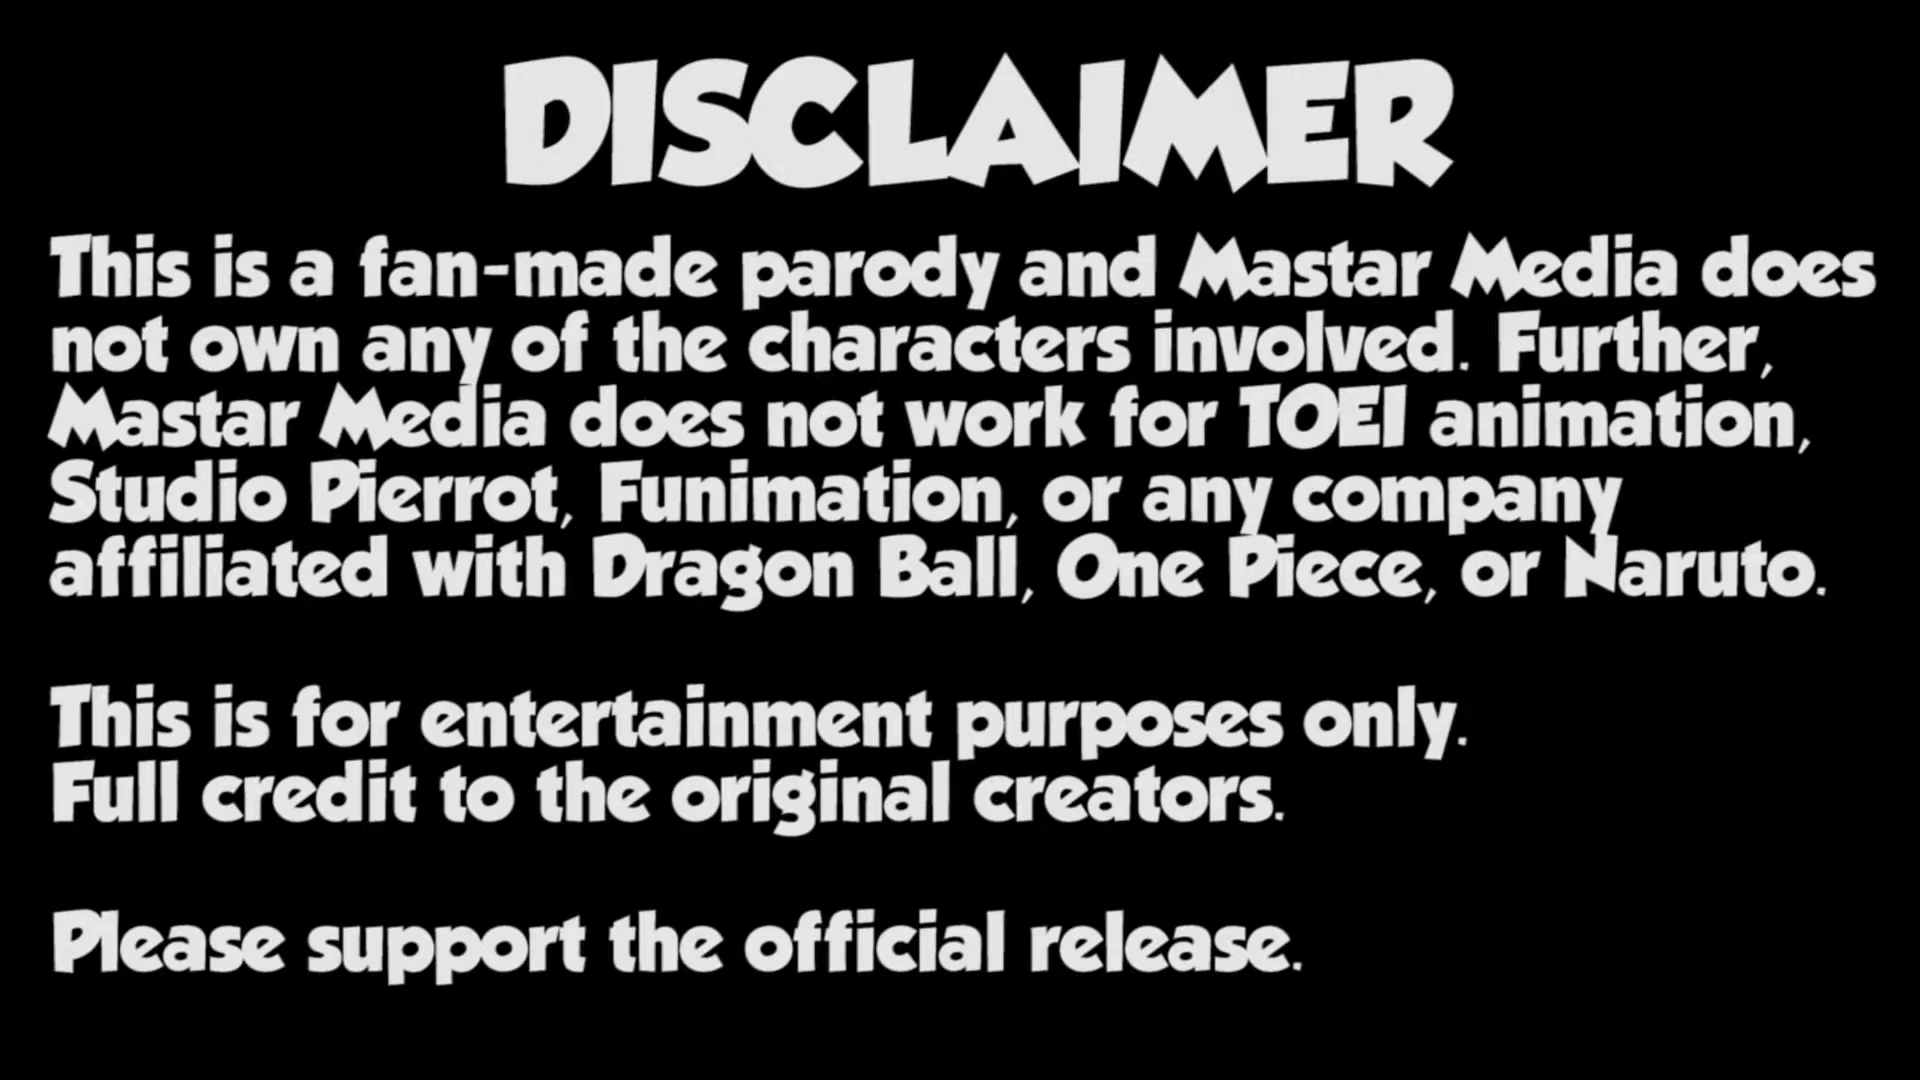 DISCLAIMER
This is a fan-made parody and Mastar Media does
not own any of the characters involved. Further,
Mastar Media does not work for TOEI animation,
Studio Pierrot, Funimation, or any company
affiliated with Dragon Ball, One Piece, or Naruto.
This is for entertainment purposes only.
Full credit to the original creators.
Please support the official release.